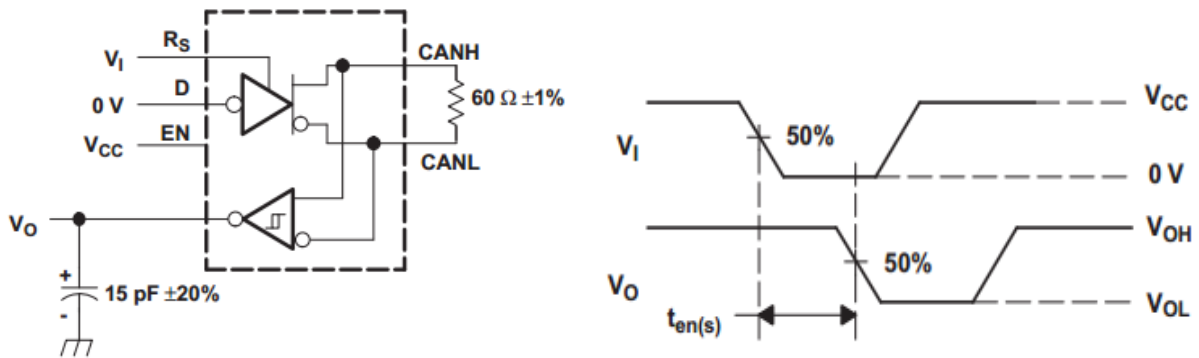 R_S
V_I
D
0 V
EN
V_CC
CANH
60 Ω ±1%
CANL
V_O
+
15 pF ±20%
-
V_I
50%
V_CC
0 V
V_O
50%
V_OH
V_OL
t_en(s)